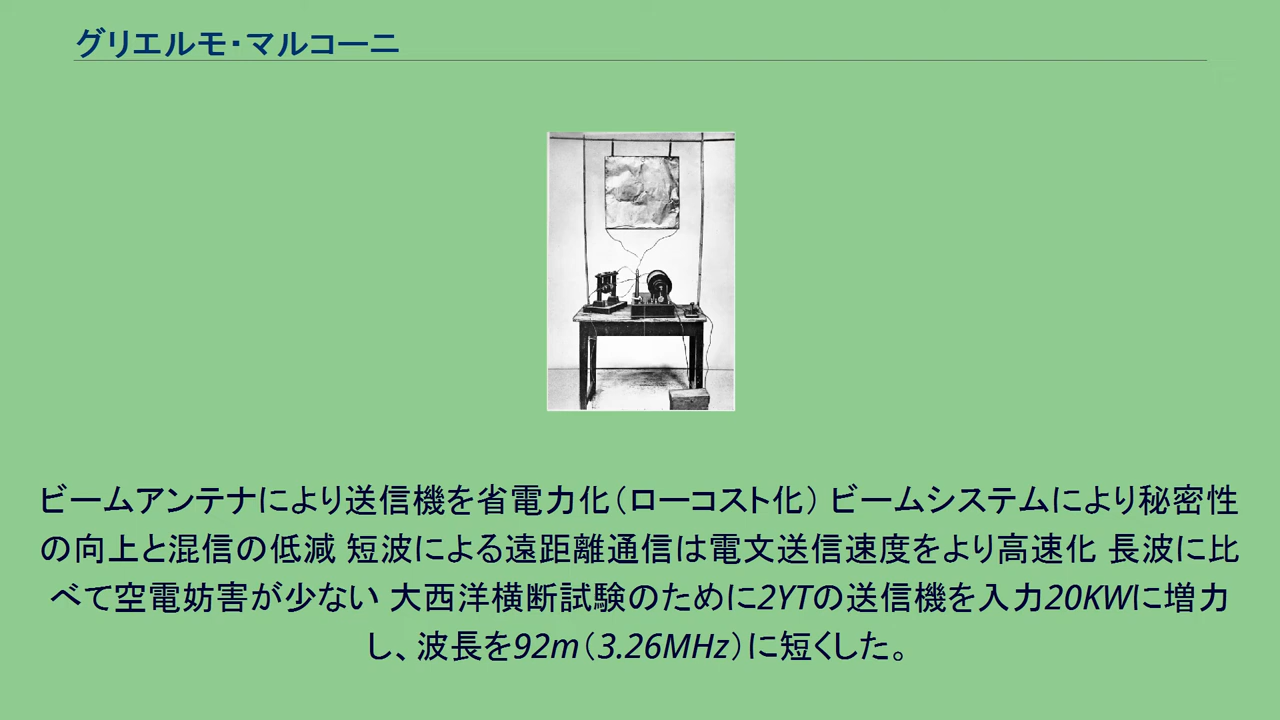 グリエルモ・マルコーニ
ビームアンテナにより送信機を省電力化（ローコスト化） ビームシステムにより秘密性
の向上と混信の低減 短波による遠距離通信は電文送信速度をより高速化 長波に比
べて空電妨害が少ない 大西洋横断試験のために2YTの送信機を入力20KWに増力
し、波長を92m（3.26MHz）に短くした。